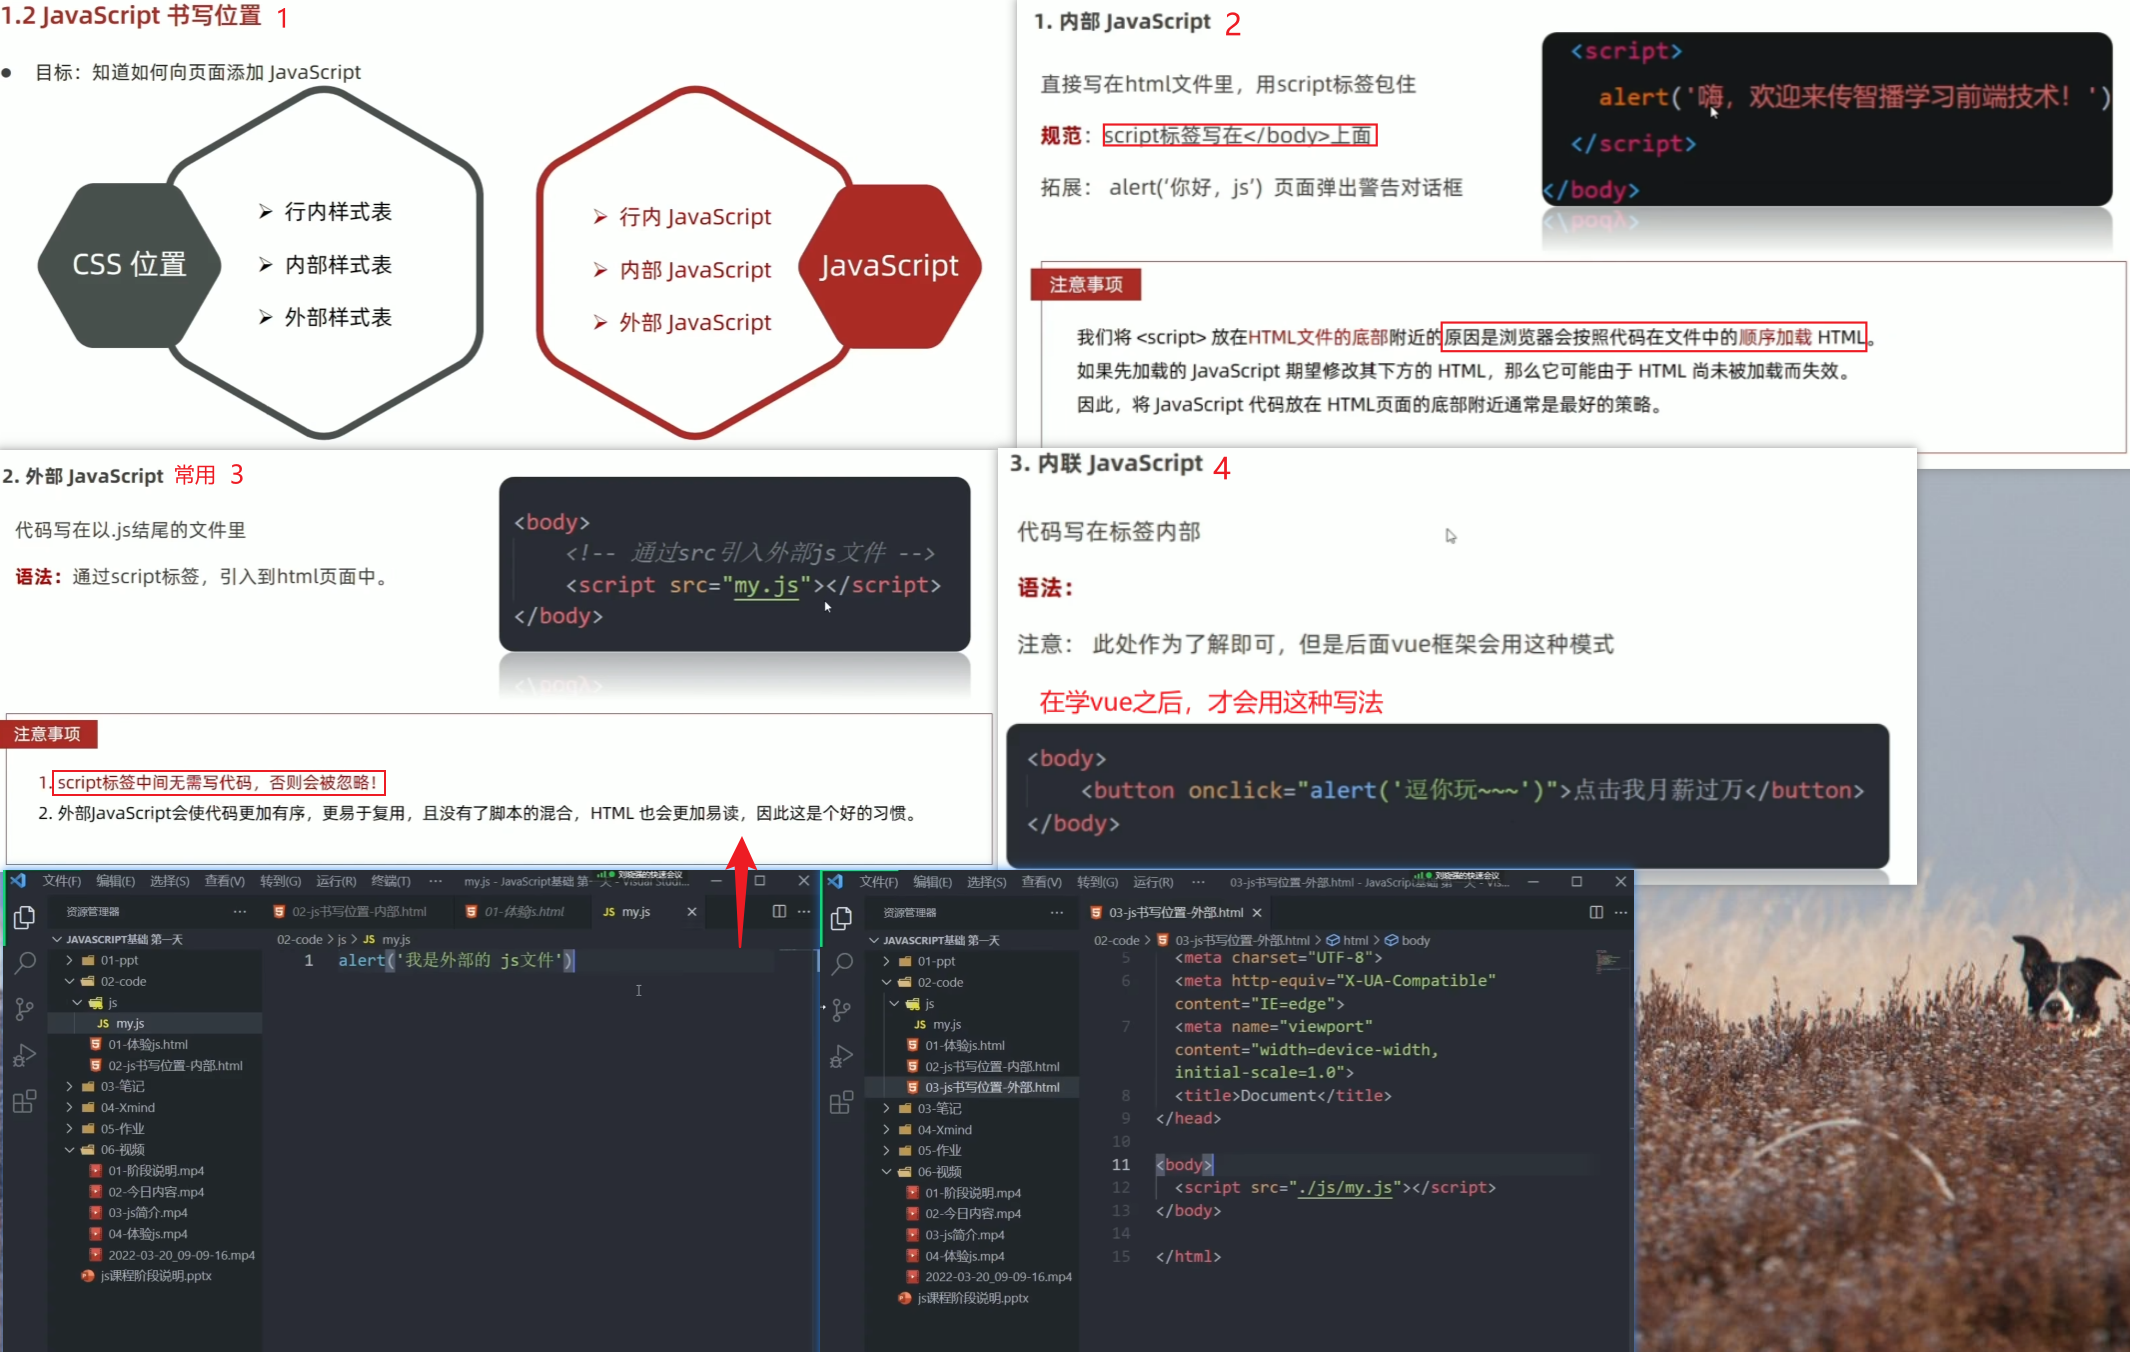 1.2 JavaScript 书写位置 1
目标：知道如何向页面添加 JavaScript
CSS 位置
行内样式表
内部样式表
外部样式表
行内 JavaScript
内部 JavaScript
外部 JavaScript
JavaScript
1. 内部 JavaScript 2
直接写在html文件里，用script标签包住
规范：script标签写在</body>上面
拓展： alert(‘你好，js’) 页面弹出警告对话框
<script>
alert('嗨，欢迎来传智播学习前端技术！')
</script>
</body>
注意事项
我们将 <script> 放在HTML文件的底部附近的原因是浏览器会按照代码在文件中的顺序加载 HTML。
如果先加载的 JavaScript 期望修改其下方的 HTML，那么它可能由于 HTML 尚未被加载而失效。
因此，将 JavaScript 代码放在 HTML页面的底部附近通常是最好的策略。
2. 外部 JavaScript 常用 3
代码写在以.js结尾的文件里
语法：通过script标签，引入到html页面中。
<body>
<!-- 通过src引入外部js文件 -->
<script src="my.js"></script>
</body>
注意事项
1. script标签中间无需写代码，否则会被忽略！
2. 外部JavaScript会使代码更加有序，更易于复用，且没有了脚本的混合，HTML 也会更加易读，因此这是个好的习惯。
3. 内联 JavaScript 4
代码写在标签内部
语法：
注意： 此处作为了解即可，但是后面vue框架会用这种模式
在学vue之后，才会用这种写法
<body>
<button onclick="alert('逗你玩~~~')">点击我月薪过万</button>
</body>
文件(F) 编辑(E) 选择(S) 查看(V) 转到(G) 运行(R) 终端(T) ··· my.js - JavaScript基础 第一天 - Visual Studi...
刘晓强的快速会议
资源管理器 ···
02-js书写位置-内部.html
01-体验js.html
JS my.js
JAVASCRIPT基础 第一天
02-code > js > JS my.js
1 alert('我是外部的 js文件')
01-ppt
02-code
js
JS my.js
01-体验js.html
02-js书写位置-内部.html
03-笔记
04-Xmind
05-作业
06-视频
01-阶段说明.mp4
02-今日内容.mp4
03-js简介.mp4
04-体验js.mp4
2022-03-20_09-09-16.mp4
js课程阶段说明.pptx
文件(F) 编辑(E) 选择(S) 查看(V) 转到(G) 运行(R) ··· 03-js书写位置-外部.html - JavaScript基础 第一天 - Vis...
刘晓强的快速会议
资源管理器 ···
03-js书写位置-外部.html
JAVASCRIPT基础 第一天
02-code > 03-js书写位置-外部.html > html > body
01-ppt
02-code
js
JS my.js
01-体验js.html
02-js书写位置-内部.html
03-js书写位置-外部.html
03-笔记
04-Xmind
05-作业
06-视频
01-阶段说明.mp4
02-今日内容.mp4
03-js简介.mp4
04-体验js.mp4
2022-03-20_09-09-16.mp4
js课程阶段说明.pptx
5 <meta charset="UTF-8">
6 <meta http-equiv="X-UA-Compatible"
content="IE=edge">
7 <meta name="viewport"
content="width=device-width,
initial-scale=1.0">
8 <title>Document</title>
9 </head>
10
11 <body>
12 <script src="./js/my.js"></script>
13 </body>
14
15 </html>